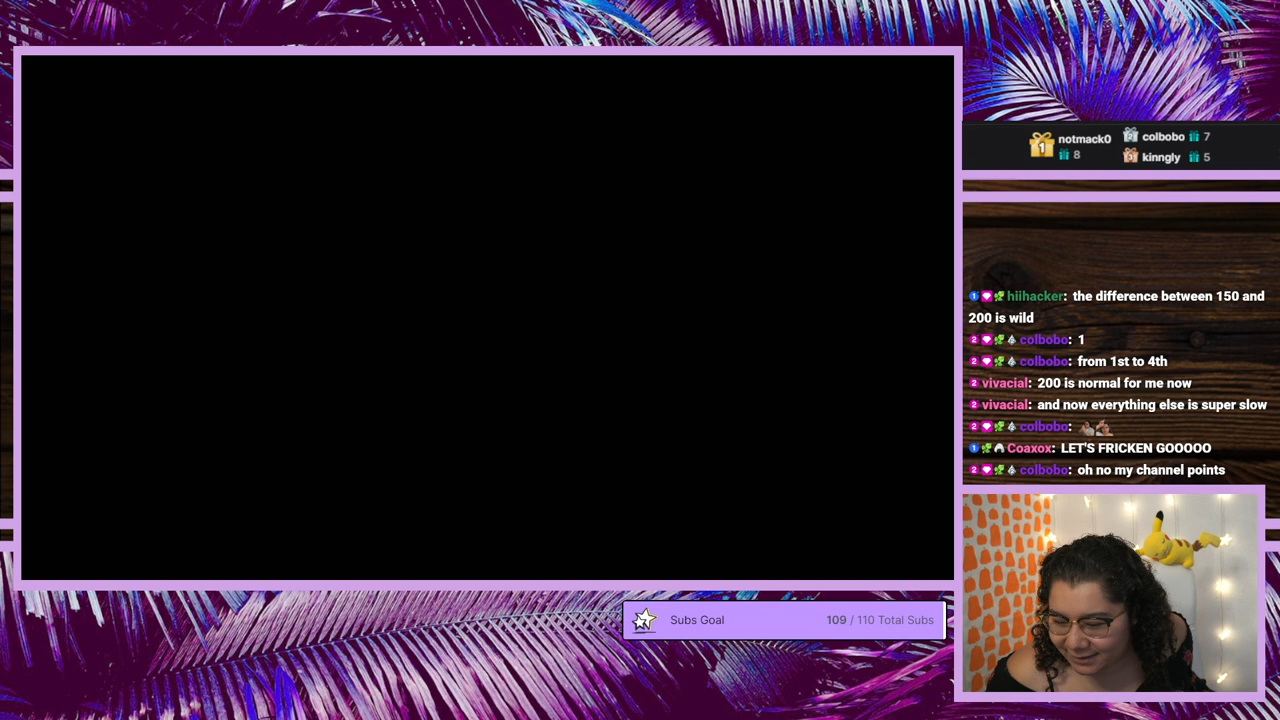 notmack0
8
colbobo 7
kinngly 5
hiihacker: the difference between 150 and
200 is wild
colbobo: 1
colbobo: from 1st to 4th
vivacial: 200 is normal for me now
vivacial: and now everything else is super slow
colbobo:
Coaxox: LET'S FRICKEN GOOOOO
colbobo: oh no my channel points
Subs Goal 109 / 110 Total Subs